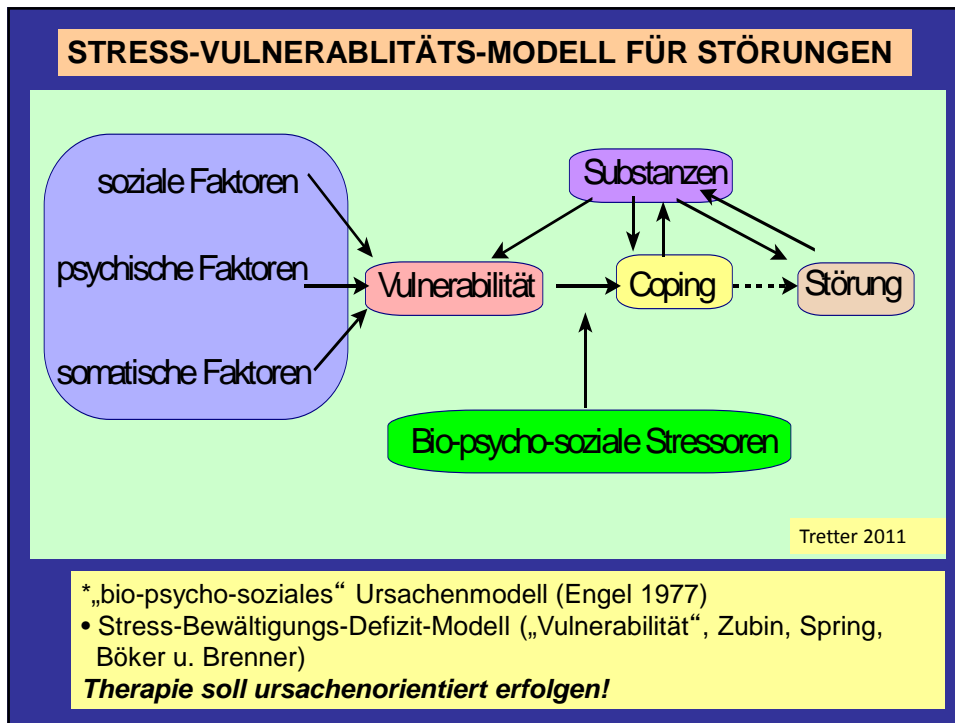 STRESS-VULNERABLITÄTS-MODELL FÜR STÖRUNGEN
soziale Faktoren
psychische Faktoren
somatische Faktoren
Substanzen
Vulnerabilität
Coping
Störung
Bio-psycho-soziale Stressoren
Tretter 2011
*„bio-psycho-soziales“ Ursachenmodell (Engel 1977)
• Stress-Bewältigungs-Defizit-Modell („Vulnerabilität“, Zubin, Spring,
Böker u. Brenner)
Therapie soll ursachenorientiert erfolgen!